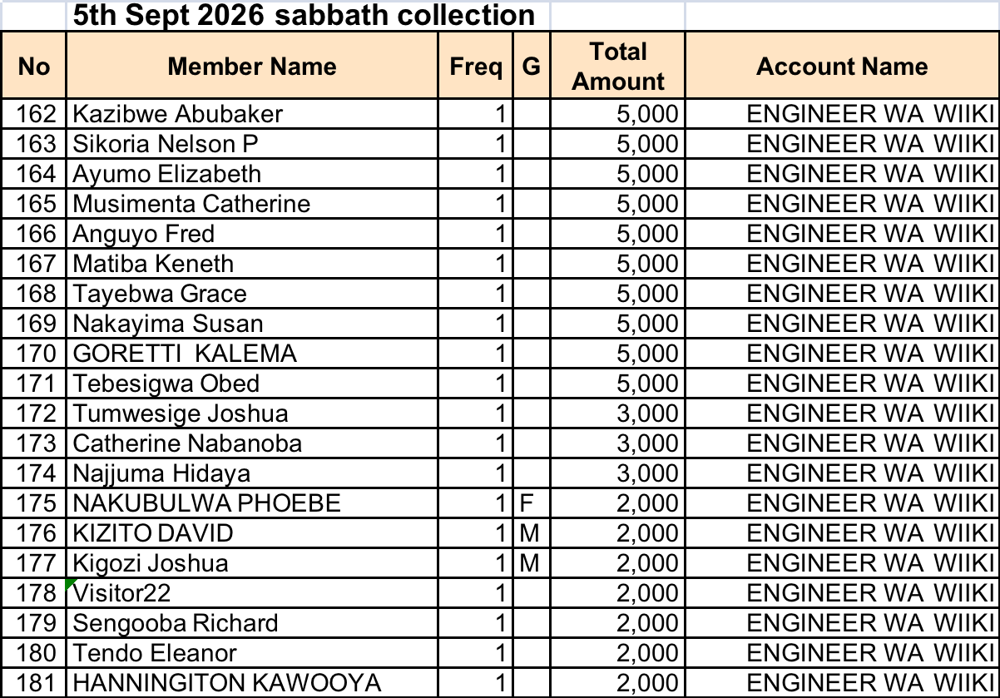 5th Sept 2026 sabbath collection
No Member Name Freq G Total Amount Account Name
162 Kazibwe Abubaker 1 5,000 ENGINEER WA WIIKI
163 Sikoria Nelson P 1 5,000 ENGINEER WA WIIKI
164 Ayumo Elizabeth 1 5,000 ENGINEER WA WIIKI
165 Musimenta Catherine 1 5,000 ENGINEER WA WIIKI
166 Anguyo Fred 1 5,000 ENGINEER WA WIIKI
167 Matiba Keneth 1 5,000 ENGINEER WA WIIKI
168 Tayebwa Grace 1 5,000 ENGINEER WA WIIKI
169 Nakayima Susan 1 5,000 ENGINEER WA WIIKI
170 GORETTI  KALEMA 1 5,000 ENGINEER WA WIIKI
171 Tebesigwa Obed 1 5,000 ENGINEER WA WIIKI
172 Tumwesige Joshua 1 3,000 ENGINEER WA WIIKI
173 Catherine Nabanoba 1 3,000 ENGINEER WA WIIKI
174 Najjuma Hidaya 1 3,000 ENGINEER WA WIIKI
175 NAKUBULWA PHOEBE 1 F 2,000 ENGINEER WA WIIKI
176 KIZITO DAVID 1 M 2,000 ENGINEER WA WIIKI
177 Kigozi Joshua 1 M 2,000 ENGINEER WA WIIKI
178 Visitor22 1 2,000 ENGINEER WA WIIKI
179 Sengooba Richard 1 2,000 ENGINEER WA WIIKI
180 Tendo Eleanor 1 2,000 ENGINEER WA WIIKI
181 HANNINGITON KAWOOYA 1 2,000 ENGINEER WA WIIKI